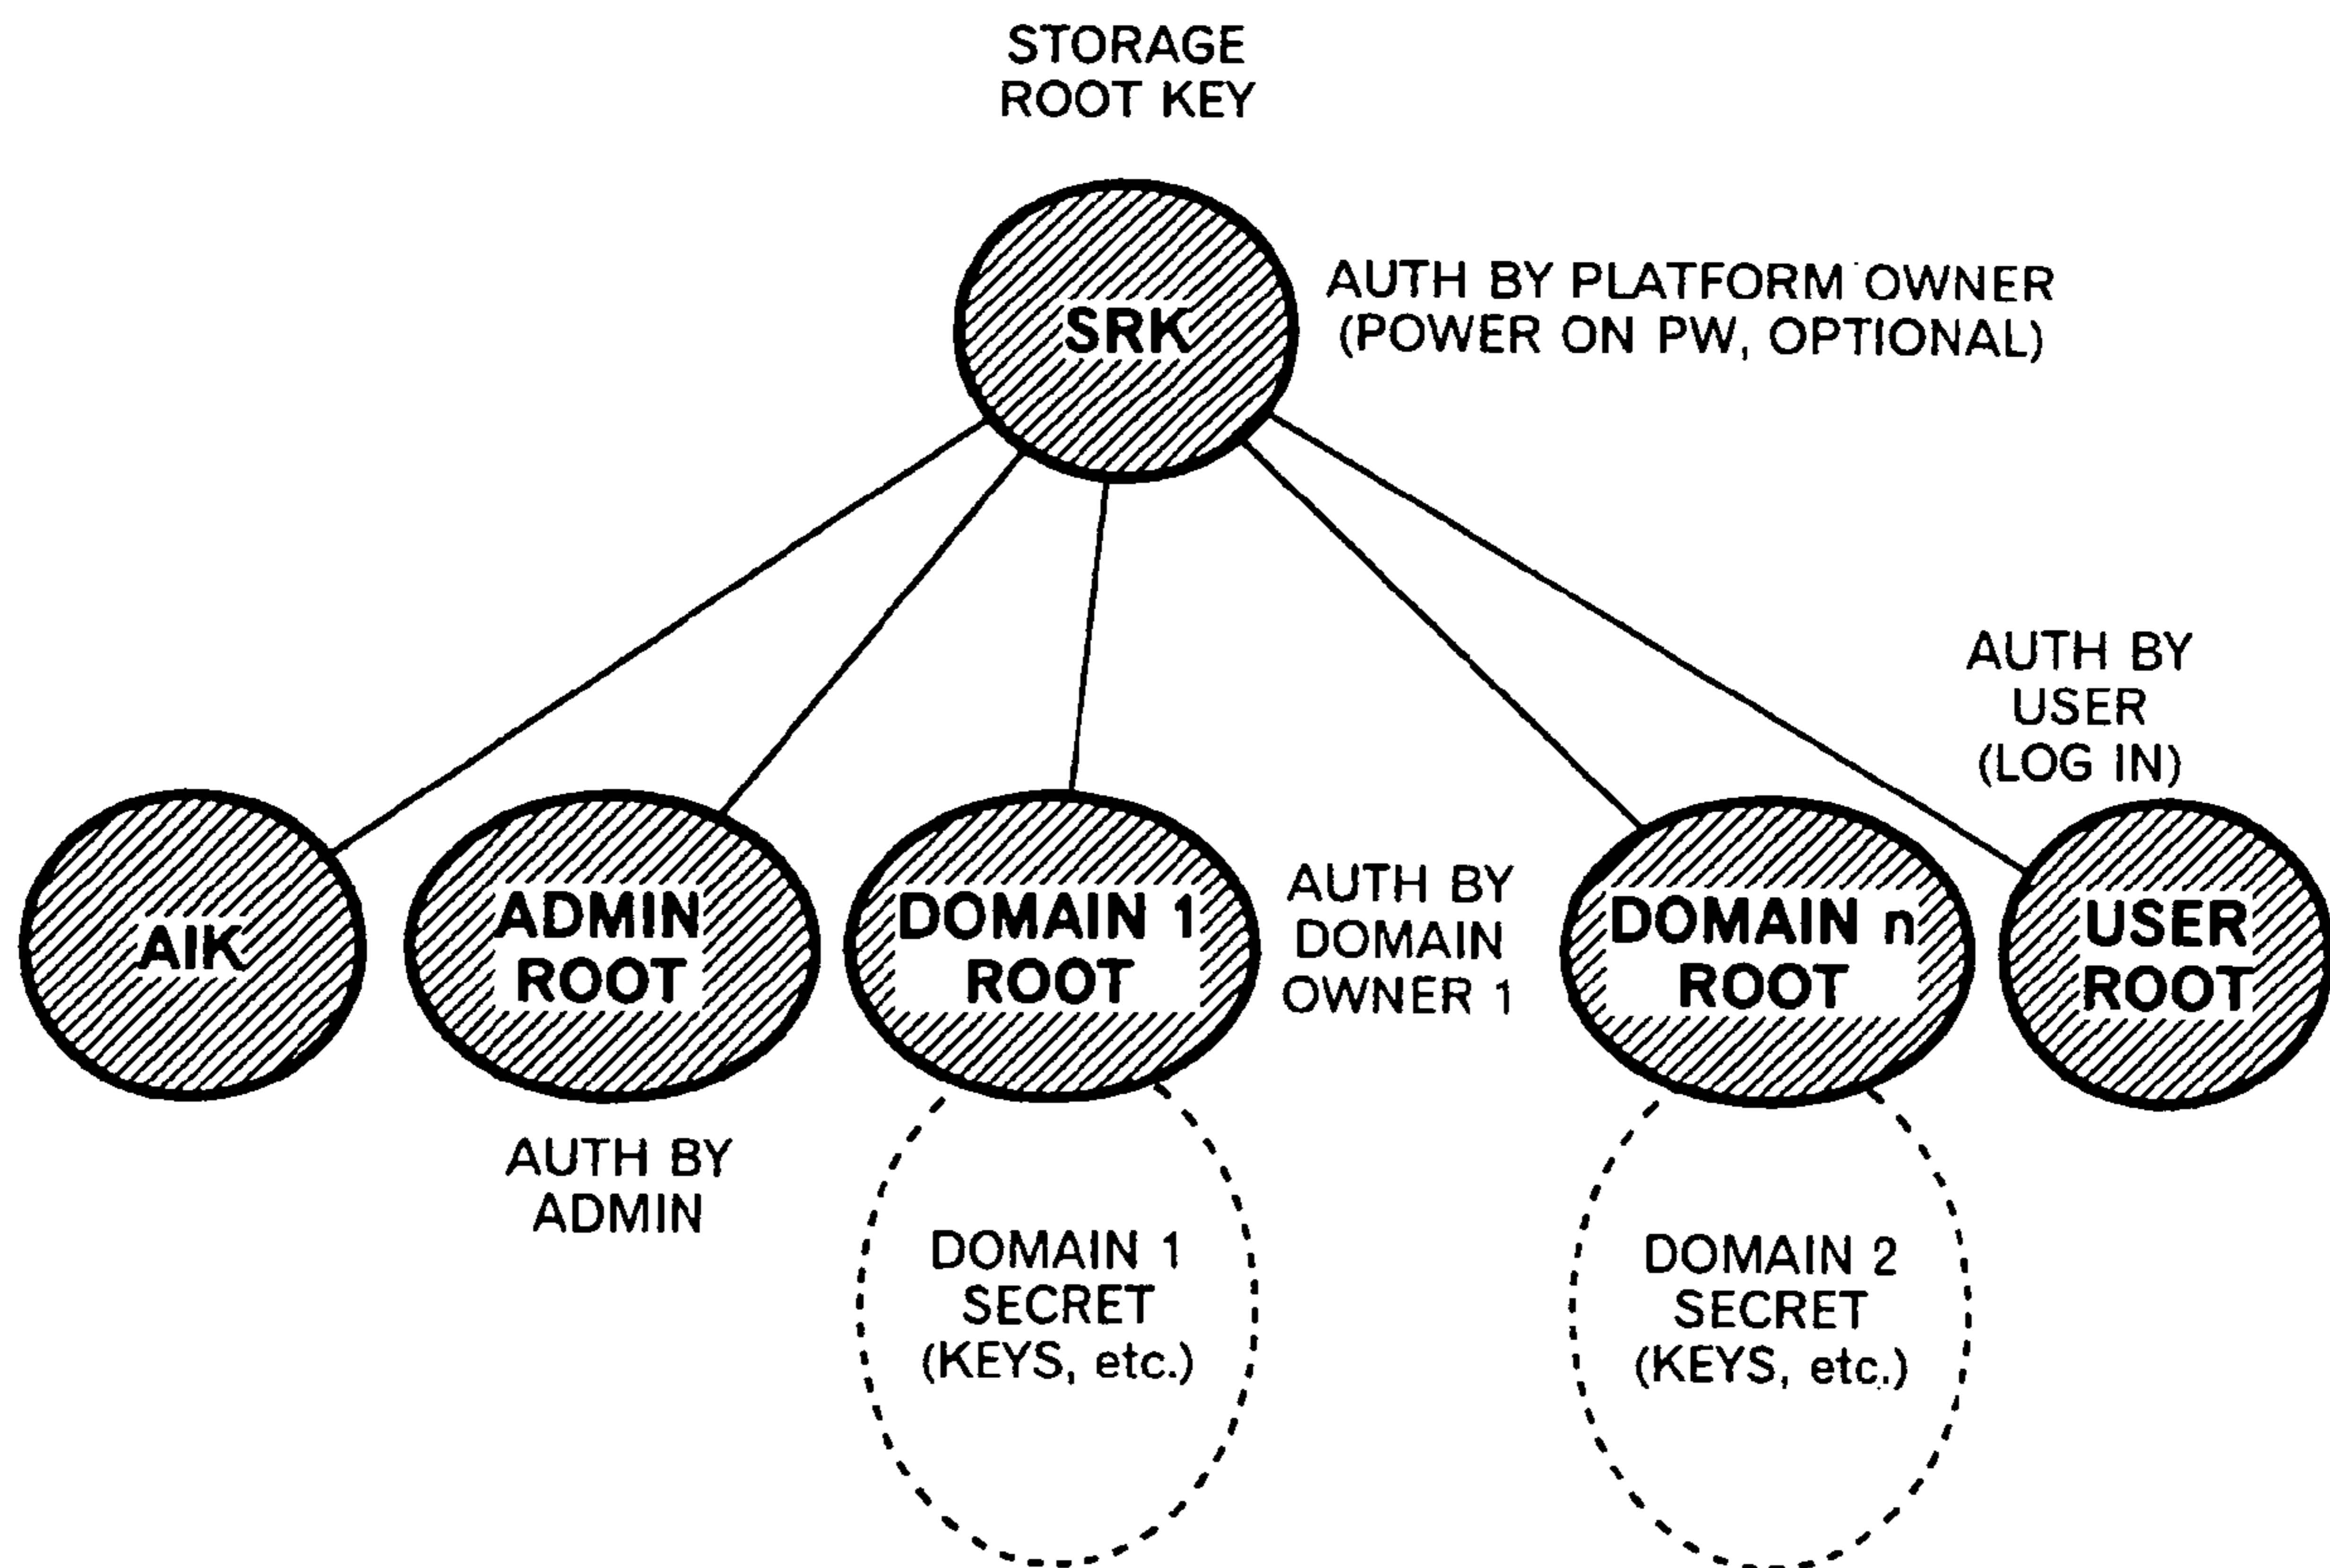 STORAGE
ROOT KEY
SRK
AUTH BY PLATFORM OWNER
(POWER ON PW, OPTIONAL)
AUTH BY
USER
(LOG IN)
AIK
ADMIN
ROOT
DOMAIN 1
ROOT
AUTH BY
DOMAIN
OWNER 1
DOMAIN n
ROOT
USER
ROOT
AUTH BY
ADMIN
DOMAIN 1
SECRET
(KEYS, etc.)
DOMAIN 2
SECRET
(KEYS, etc.)